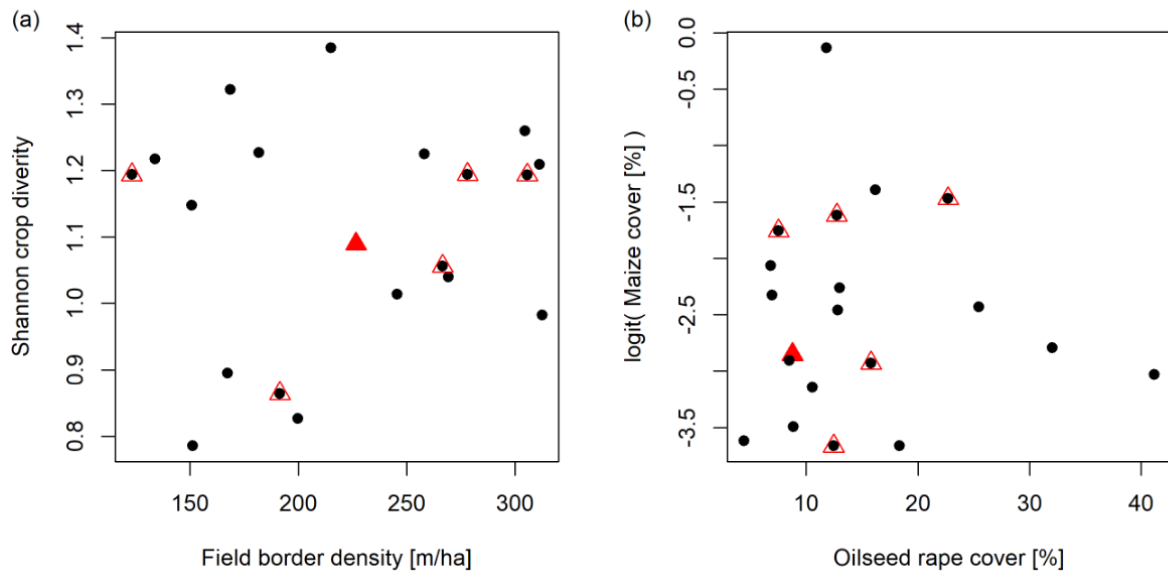 (a)
Shannon crop diverity
1.4
1.3
1.2
1.1
1.0
0.9
0.8
150 200 250 300
Field border density [m/ha]
(b)
logit( Maize cover [%] )
0.0
-0.5
-1.5
-2.5
-3.5
10 20 30 40
Oilseed rape cover [%]